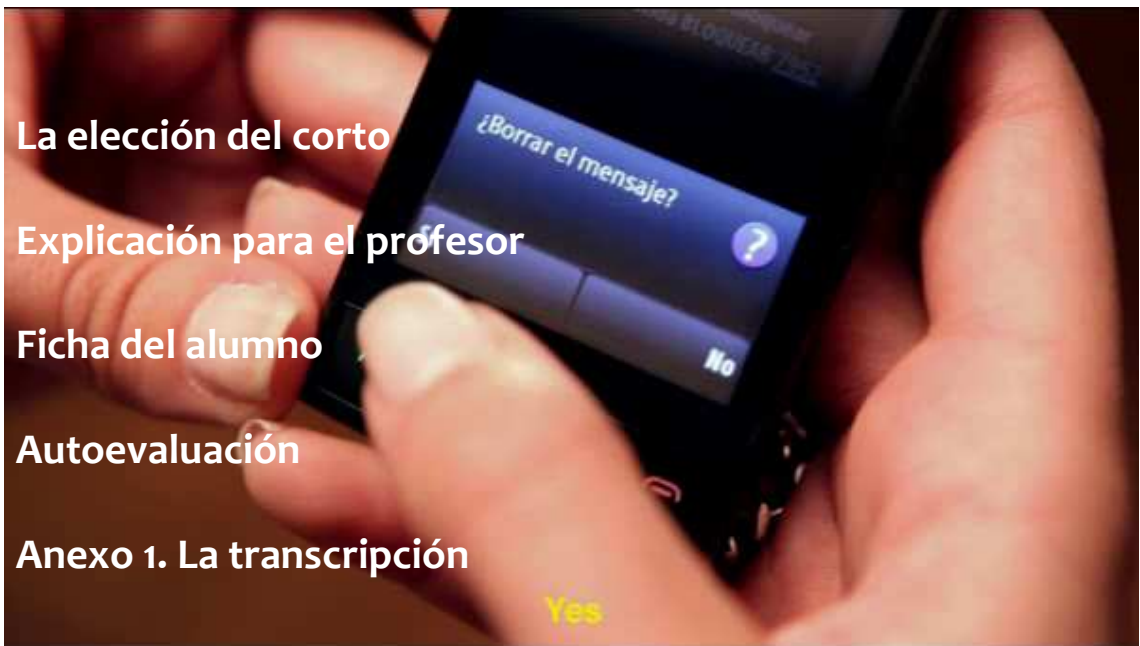 BLOQUEAR
¿Borrar el mensaje?
?
La elección del corto
Explicación para el profesor
No
Ficha del alumno
Autoevaluación
Anexo 1. La transcripción
Yes